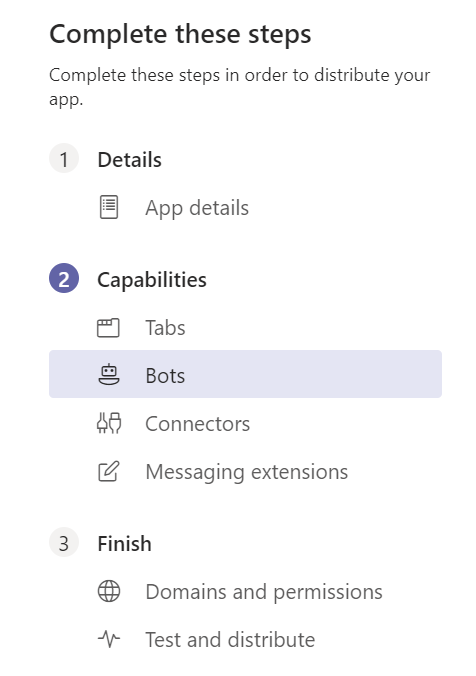 Complete these steps
Complete these steps in order to distribute your
app.
1 Details
App details
2 Capabilities
Tabs
Bots
Connectors
Messaging extensions
3 Finish
Domains and permissions
Test and distribute